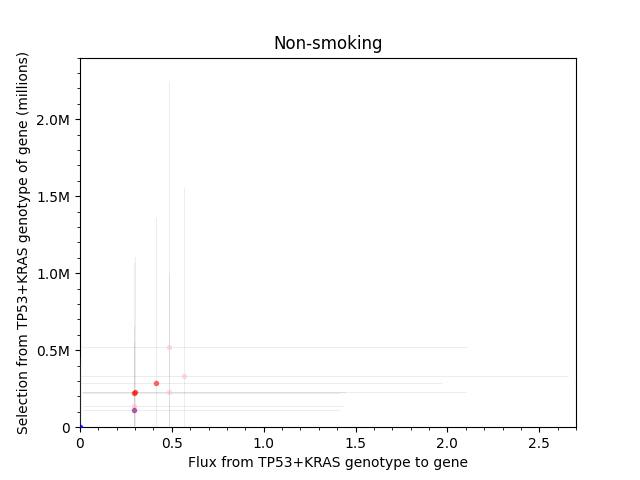 Non-smoking
Selection from TP53+KRAS genotype of gene (millions)
2.0M
1.5M
1.0M
0.5M
0
0 0.5 1.0 1.5 2.0 2.5
Flux from TP53+KRAS genotype to gene